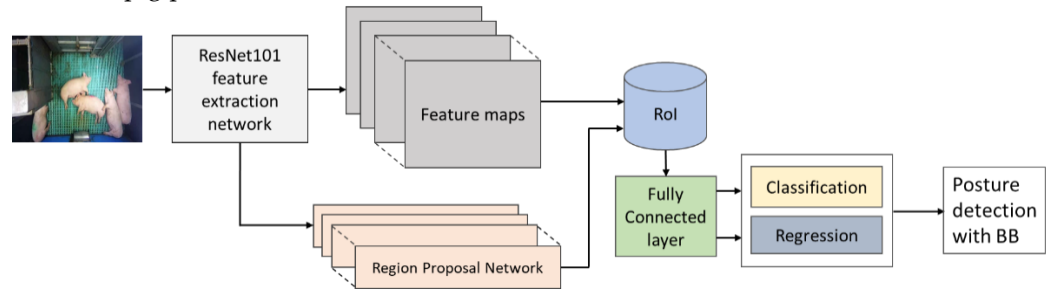 ResNet101
feature
extraction
network
Feature maps
RoI
Region Proposal Network
Fully
Connected
layer
Classification
Regression
Posture
detection
with BB